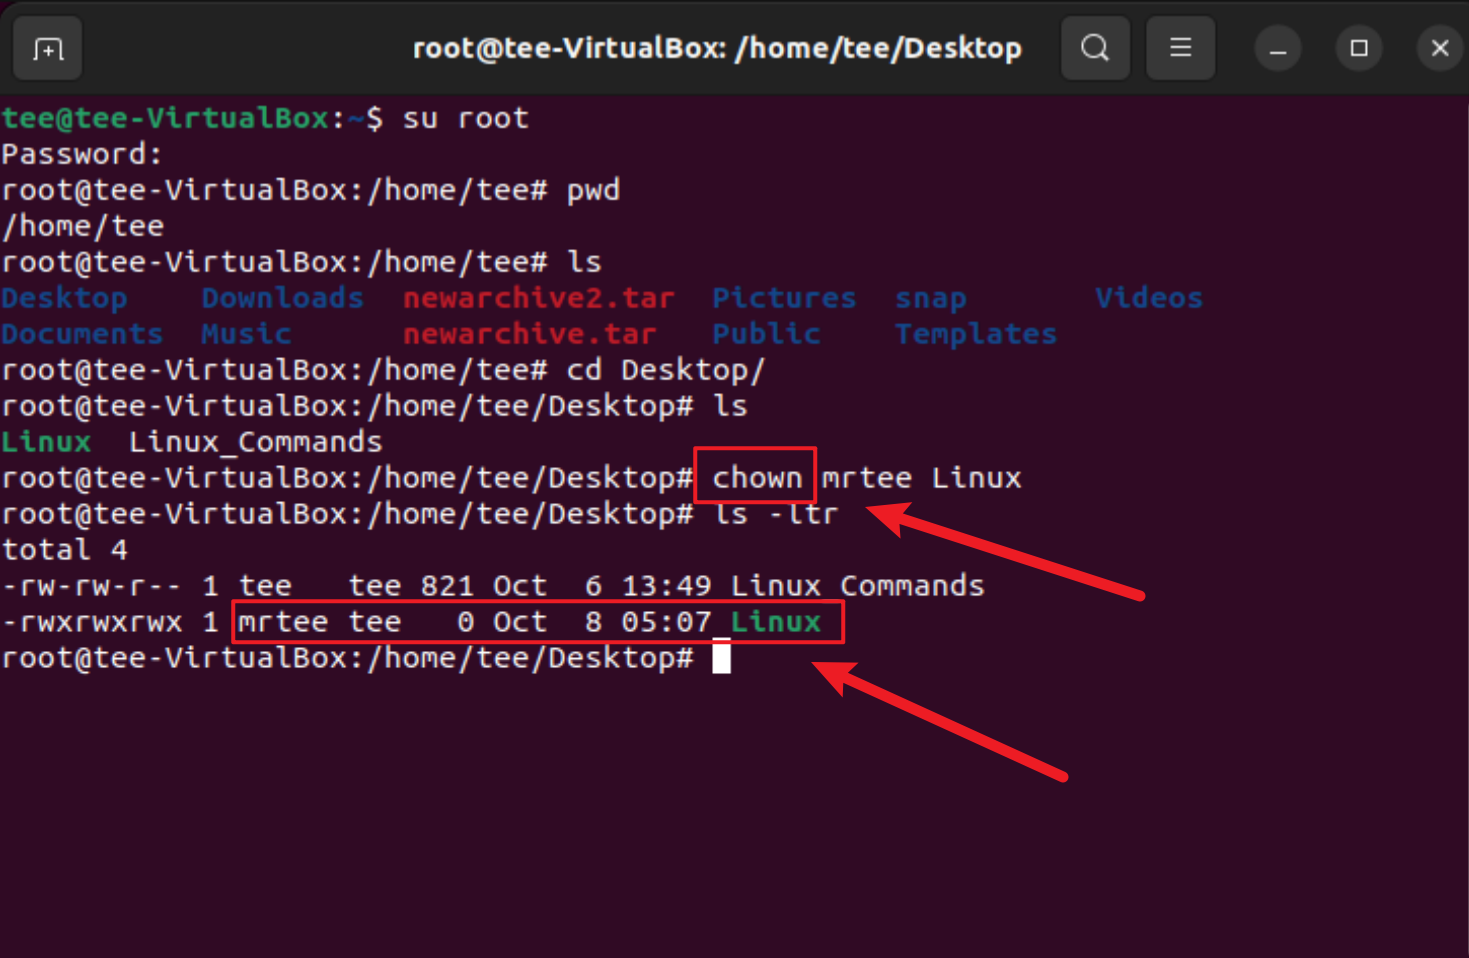 root@tee-VirtualBox: /home/tee/Desktop
tee@tee-VirtualBox:~$ su root
Password:
root@tee-VirtualBox:/home/tee# pwd
/home/tee
root@tee-VirtualBox:/home/tee# ls
Desktop    Downloads  newarchive2.tar  Pictures  snap       Videos
Documents  Music      newarchive.tar   Public    Templates
root@tee-VirtualBox:/home/tee# cd Desktop/
root@tee-VirtualBox:/home/tee/Desktop# ls
Linux  Linux_Commands
root@tee-VirtualBox:/home/tee/Desktop# chown mrtee Linux
root@tee-VirtualBox:/home/tee/Desktop# ls -ltr
total 4
-rw-rw-r-- 1 tee   tee 821 Oct  6 13:49 Linux Commands
-rwxrwxrwx 1 mrtee tee   0 Oct  8 05:07 Linux
root@tee-VirtualBox:/home/tee/Desktop#